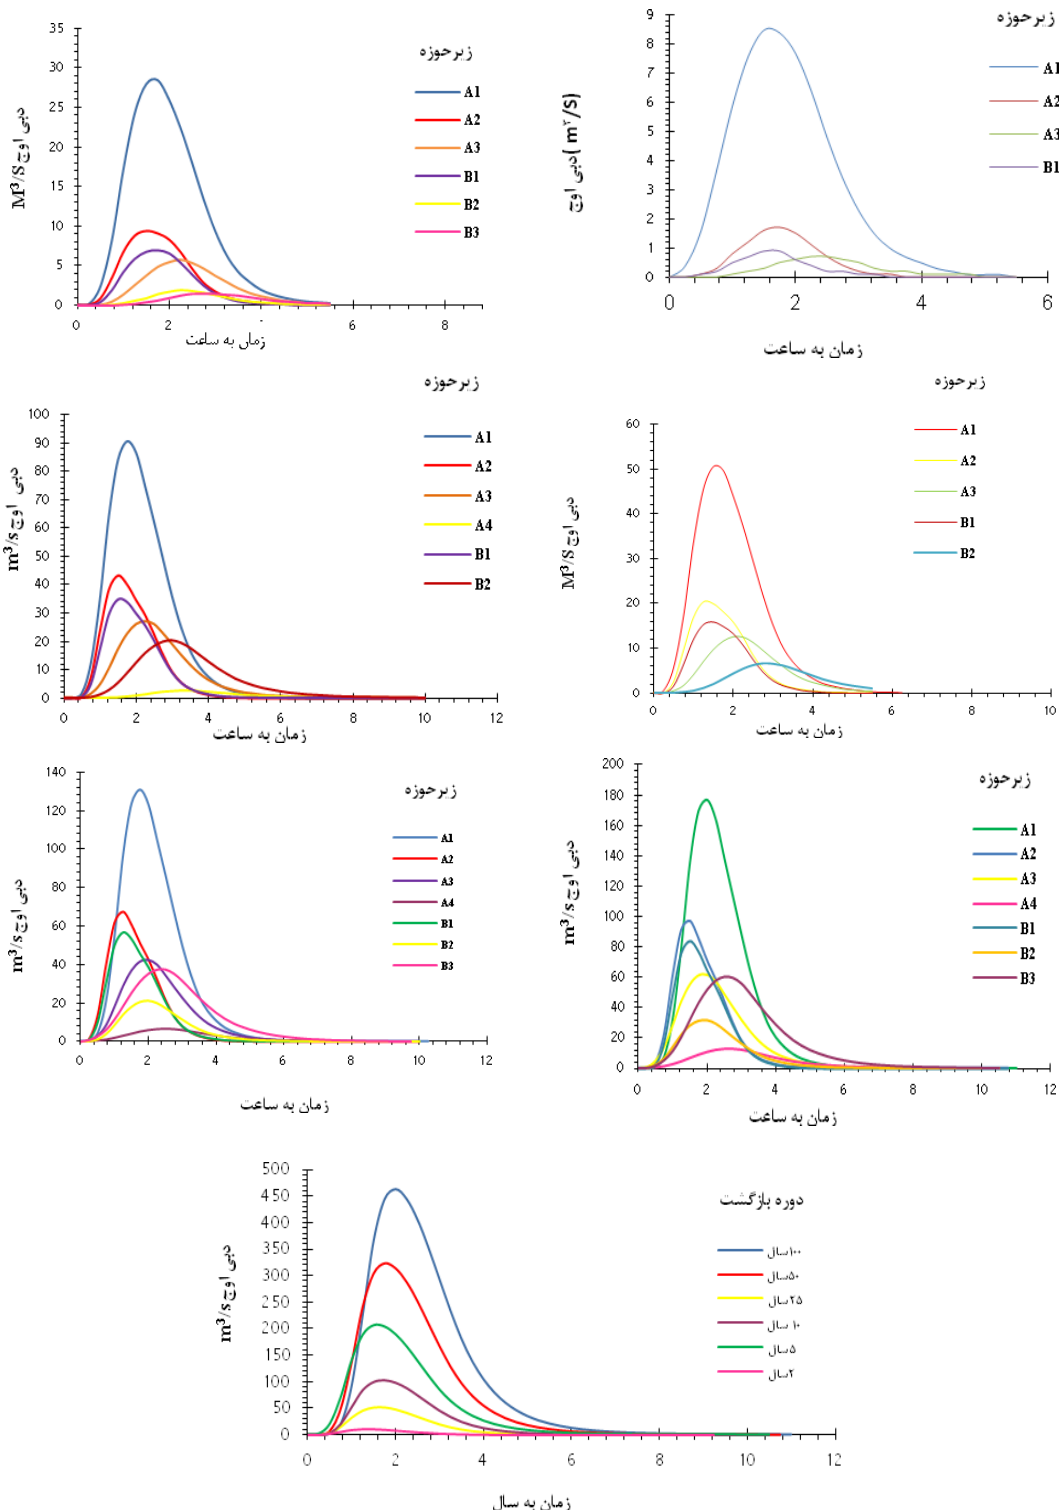 زیرحوزه
35
30
25
20
15
10
5
0
دبی اوج M³/S
A1
A2
A3
B1
B2
B3
0 2 4 6 8
زمان به ساعت
زیرحوزه
9
8
7
6
5
4
3
2
1
0
دبی اوج (m³/S)
A1
A2
A3
B1
0 2 4 6
زمان به ساعت
زیرحوزه
100
90
80
70
60
50
40
30
20
10
0
دبی اوج m³/s
A1
A2
A3
A4
B1
B2
0 2 4 6 8 10 12
زمان به ساعت
زیرحوزه
60
50
40
30
20
10
0
دبی اوج M³/S
A1
A2
A3
B1
B2
0 2 4 6 8 10
زمان به ساعت
زیرحوزه
140
120
100
80
60
40
20
0
دبی اوج m³/s
A1
A2
A3
A4
B1
B2
B3
0 2 4 6 8 10 12
زمان به ساعت
زیرحوزه
200
180
160
140
120
100
80
60
40
20
0
دبی اوج m³/s
A1
A2
A3
A4
B1
B2
B3
0 2 4 6 8 10 12
زمان به ساعت
دوره بازگشت
500
450
400
350
300
250
200
150
100
50
0
دبی اوج m³/s
۱۰۰سال
۵۰سال
۲۵سال
۱۰ سال
۵سال
۲سال
0 2 4 6 8 10 12
زمان به سال